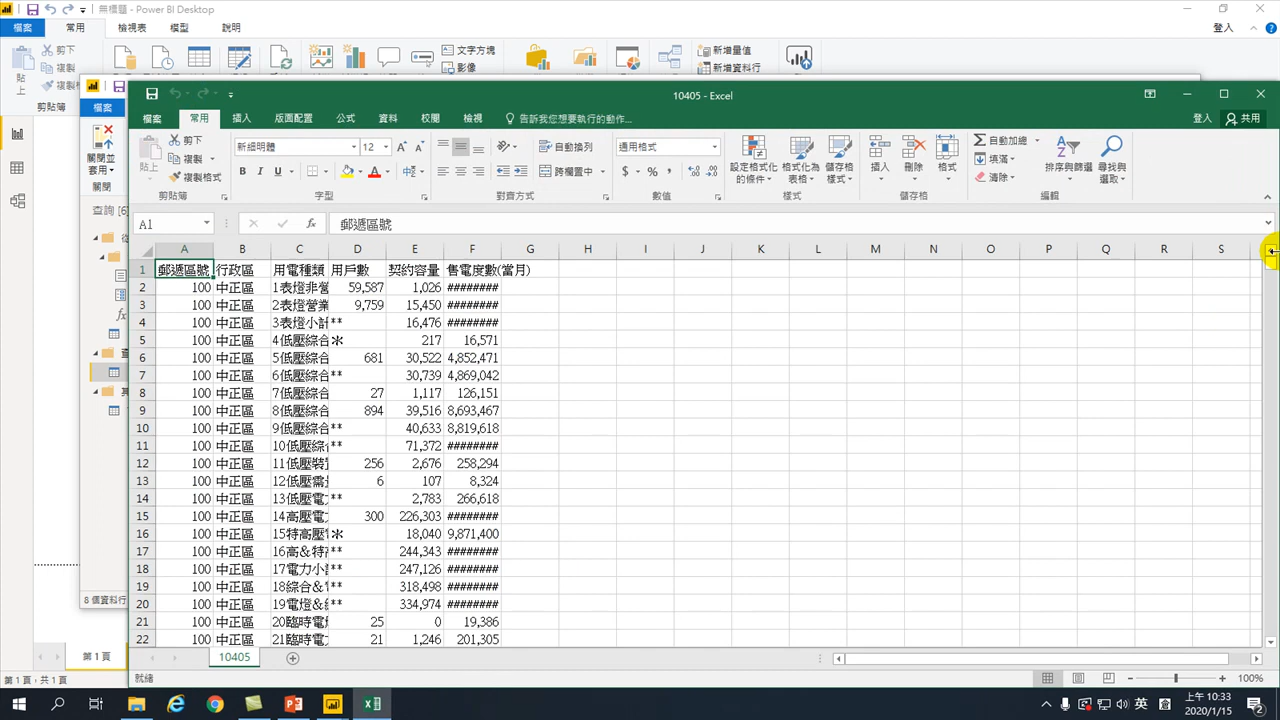 無標題 - Power BI Desktop
檔案 常用 檢視表 模型 說明 登入
剪下
複製
貼上
剪貼簿
文字方塊
影像
新增量值
新增資料行
檔案
關閉並套用
關閉
查詢 [6]
8 個資料行
10405 - Excel
檔案 常用 插入 版面配置 公式 資料 校閱 檢視 告訴我您想要執行的動作... 登入 共用
貼上
剪下
複製
複製格式
剪貼簿
新細明體 12
B I U A
字型
自動換列
跨欄置中
對齊方式
通用格式
$ % ,
數值
設定格式化的條件
格式化為表格
儲存格樣式
樣式
插入 刪除 格式
儲存格
自動加總
填滿
清除
排序與篩選
尋找與選取
編輯
A1 fx 郵遞區號
A B C D E F G H I J K L M N O P Q R S
1 郵遞區號 行政區 用電種類 用戶數 契約容量 售電度數(當月)
2 100 中正區 1表燈非營 59,587 1,026 ########
3 100 中正區 2表燈營業 9,759 15,450 ########
4 100 中正區 3表燈小計 ** 16,476 ########
5 100 中正區 4低壓綜合 * 217 16,571
6 100 中正區 5低壓綜合 681 30,522 4,852,471
7 100 中正區 6低壓綜合 ** 30,739 4,869,042
8 100 中正區 7低壓綜合 27 1,117 126,151
9 100 中正區 8低壓綜合 894 39,516 8,693,467
10 100 中正區 9低壓綜合 ** 40,633 8,819,618
11 100 中正區 10低壓綜 ** 71,372 ########
12 100 中正區 11低壓裝 256 2,676 258,294
13 100 中正區 12低壓需 6 107 8,324
14 100 中正區 13低壓電 ** 2,783 266,618
15 100 中正區 14高壓電 300 226,303 ########
16 100 中正區 15特高壓 * 18,040 9,871,400
17 100 中正區 16高&特 ** 244,343 ########
18 100 中正區 17電力小 ** 247,126 ########
19 100 中正區 18綜合& ** 318,498 ########
20 100 中正區 19電燈& ** 334,974 ########
21 100 中正區 20臨時電 25 0 19,386
22 100 中正區 21臨時電 21 1,246 201,305
10405
就緒 100%
第 1 頁
第 1 頁，共 1 頁
英
上午 10:33
2020/1/15
2